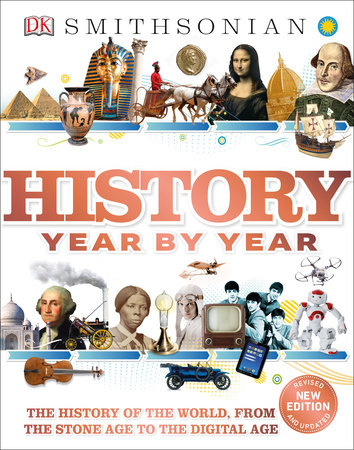 DK SMITHSONIAN
HISTORY
YEAR BY YEAR
THE HISTORY OF THE WORLD, FROM
THE STONE AGE TO THE DIGITAL AGE
REVISED
NEW
EDITION
AND UPDATED